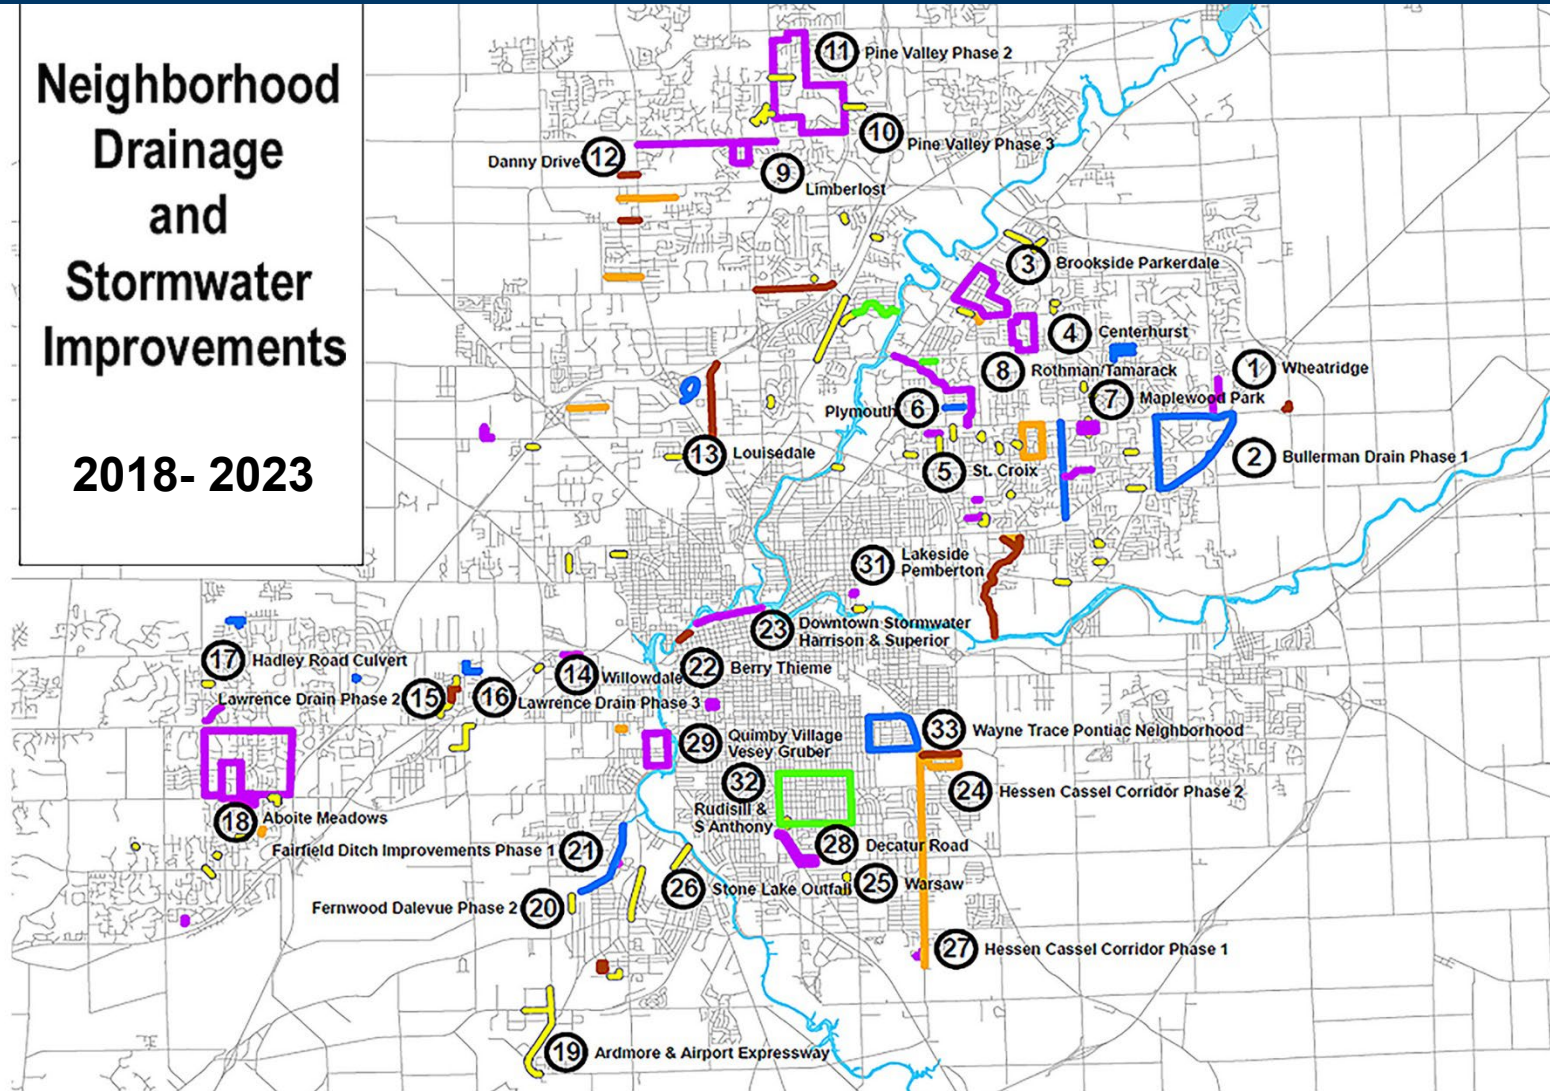 Neighborhood
Drainage
and
Stormwater
Improvements
2018- 2023
11 Pine Valley Phase 2
10 Pine Valley Phase 3
Danny Drive 12
9 Limberlost
3 Brookside Parkerdale
4 Centerhurst
8 Rothman/Tamarack
1 Wheatridge
7 Maplewood Park
Plymouth 6
13 Louisedale
5 St. Croix
2 Bullerman Drain Phase 1
31 Lakeside
Pemberton
23 Downtown Stormwater
Harrison & Superior
17 Hadley Road Culvert
14 Willowdale
22 Berry Thieme
Lawrence Drain Phase 2 15
16 Lawrence Drain Phase 3
29 Quimby Village
Vesey Gruber
33 Wayne Trace Pontiac Neighborhood
32
Rudisill &
S Anthony
24 Hessen Cassel Corridor Phase 2
18 Aboite Meadows
28 Decatur Road
Fairfield Ditch Improvements Phase 1 21
26 Stone Lake Outfall
25 Warsaw
Fernwood Dalevue Phase 2 20
27 Hessen Cassel Corridor Phase 1
19 Ardmore & Airport Expressway